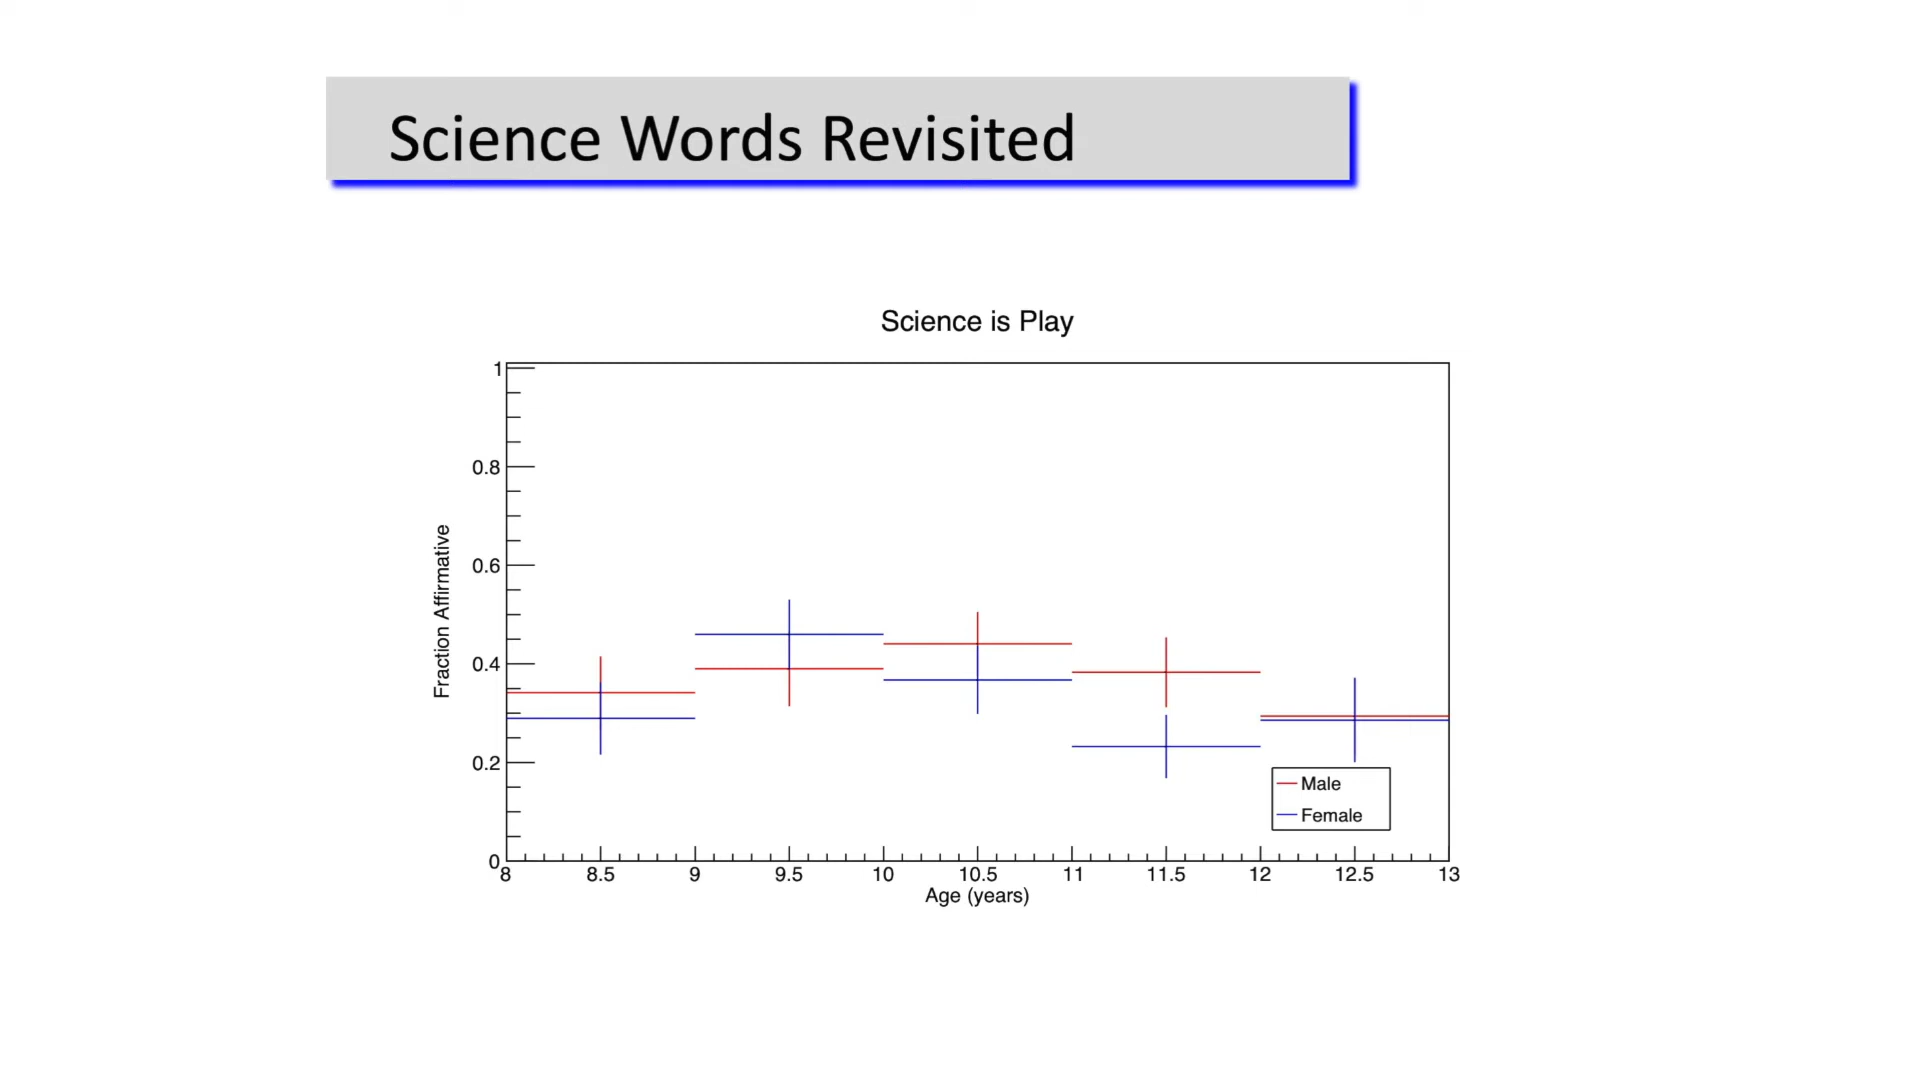 Science Words Revisited
Science is Play
1
0.8
0.6
0.4
0.2
0
Fraction Affirmative
8 8.5 9 9.5 10 10.5 11 11.5 12 12.5 13
Age (years)
Male
Female